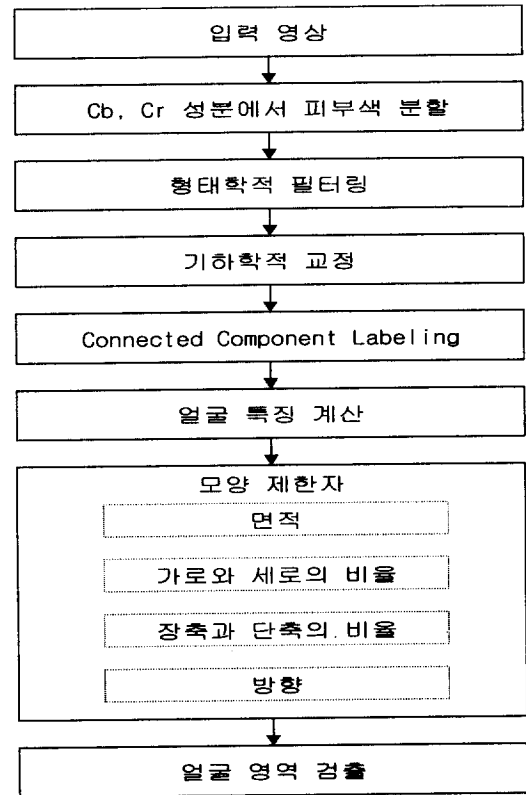 입력 영상
Cb, Cr 성분에서 피부색 분할
형태학적 필터링
기하학적 교정
Connected Component Labeling
얼굴 특징 계산
모양 제한자
면적
가로와 세로의 비율
장축과 단축의 비율
방향
얼굴 영역 검출